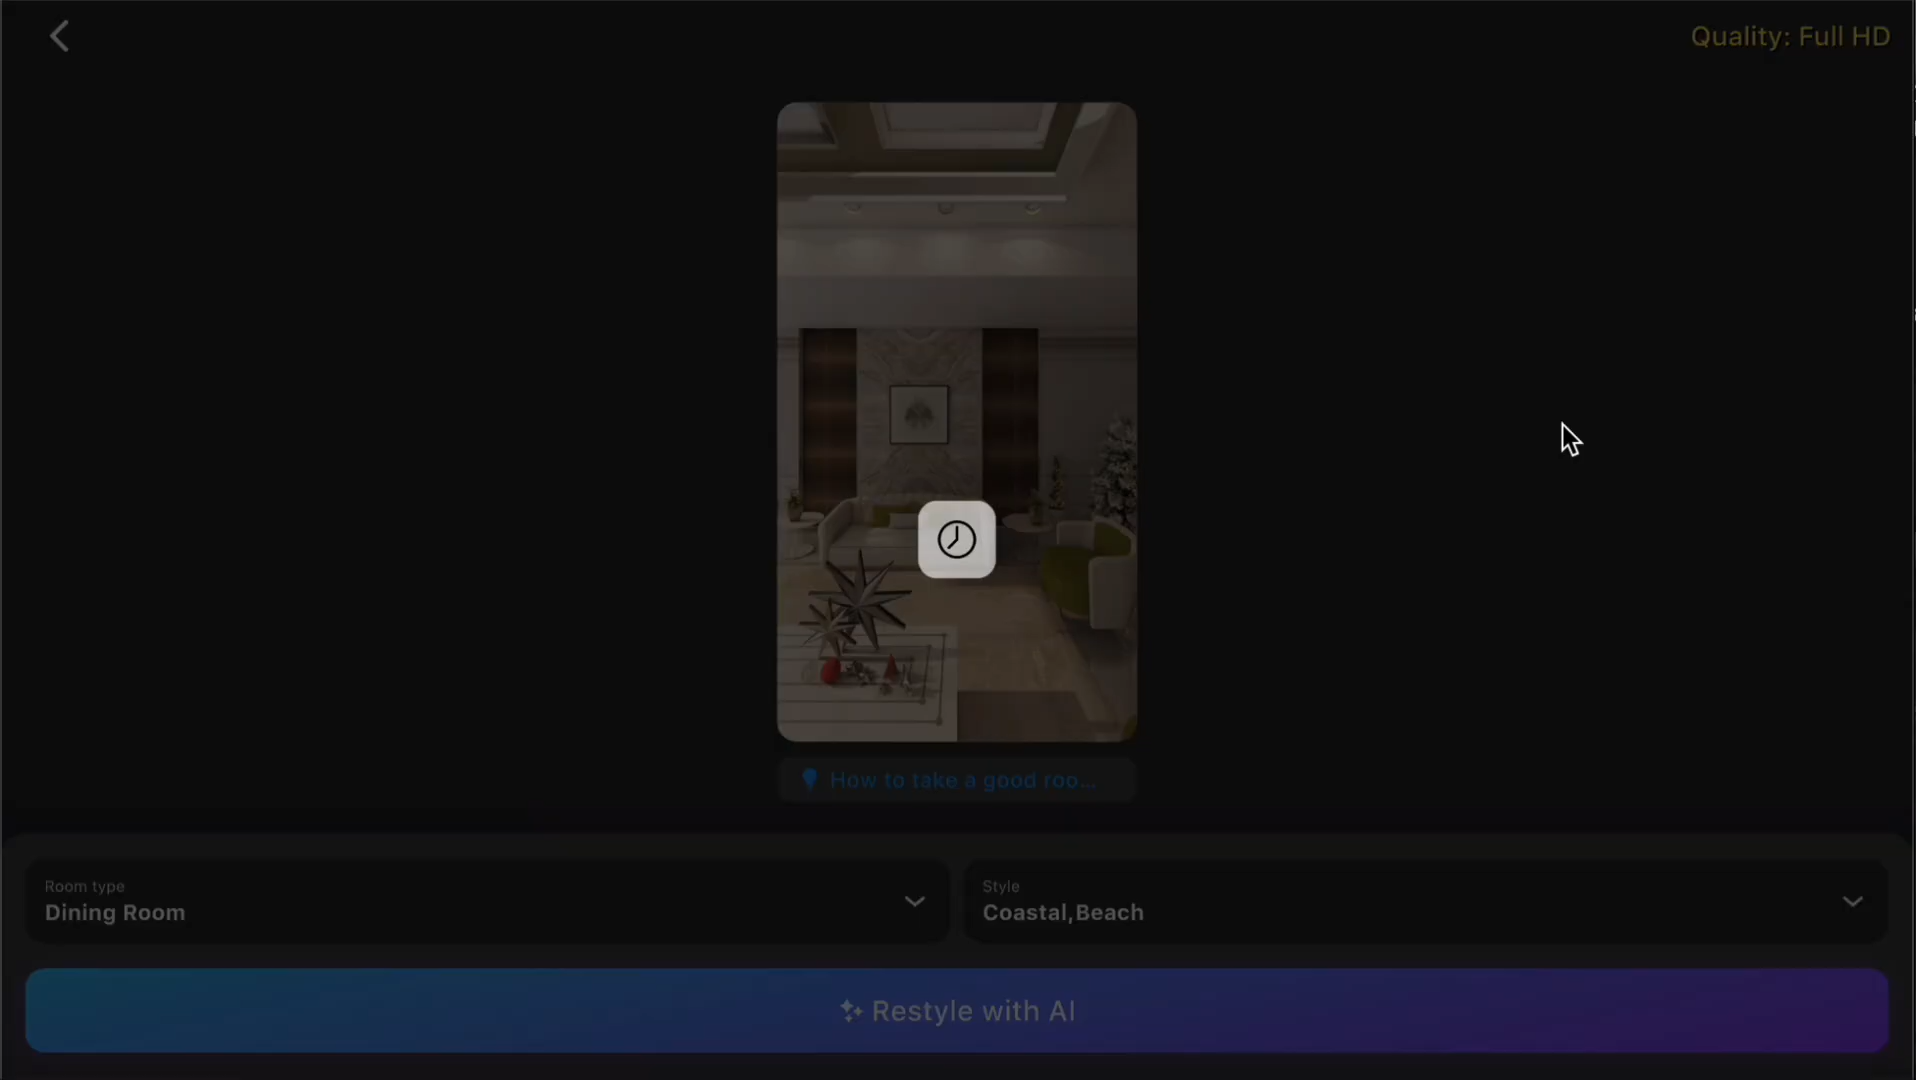 Quality: Full HD
How to take a good roo...
Room type
Dining Room
Style
Coastal,Beach
Restyle with AI